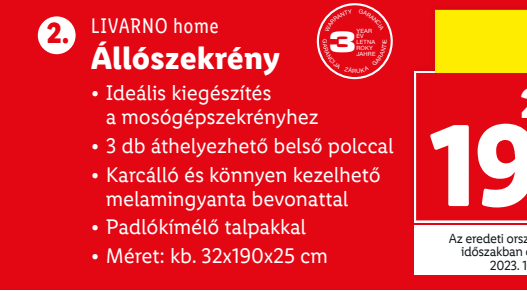 2.
LIVARNO home
Állószekrény
WARRANTY GARANCIA
3 YEAR
ÉV
LETNA
ROKY
JAHRE
GARANCIJA ZÁRUKA GARANTIE
• Ideális kiegészítés
a mosógépszekrényhez
• 3 db áthelyezhető belső polccal
• Karcálló és könnyen kezelhető
melamingyanta bevonattal
• Padlókímélő talpakkal
• Méret: kb. 32x190x25 cm
19
Az eredeti
időszakban
2023.